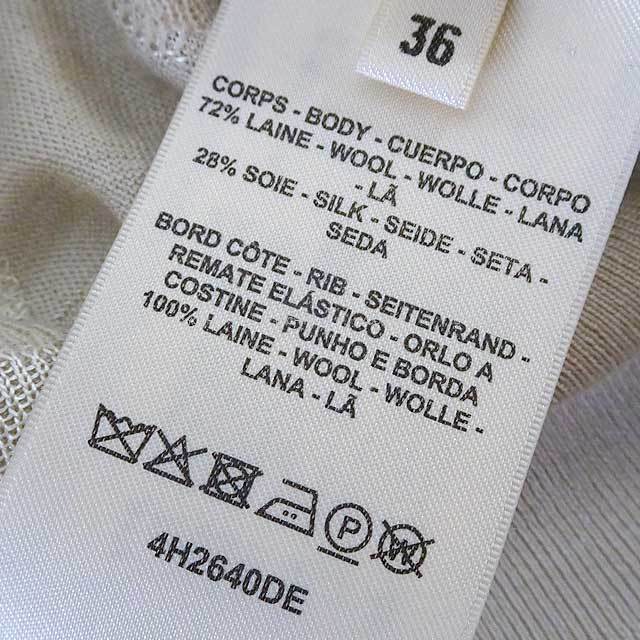 36
CORPS - BODY - CUERPO - CORPO
72% LAINE - WOOL - WOLLE - LANA
- LÃ
28% SOIE - SILK - SEIDE - SETA -
SEDA
BORD CÔTE - RIB - SEITENRAND -
REMATE ELÁSTICO - ORLO A
COSTINE - PUNHO E BORDA
100% LAINE - WOOL - WOLLE -
LANA - LÃ
P W
4H2640DE